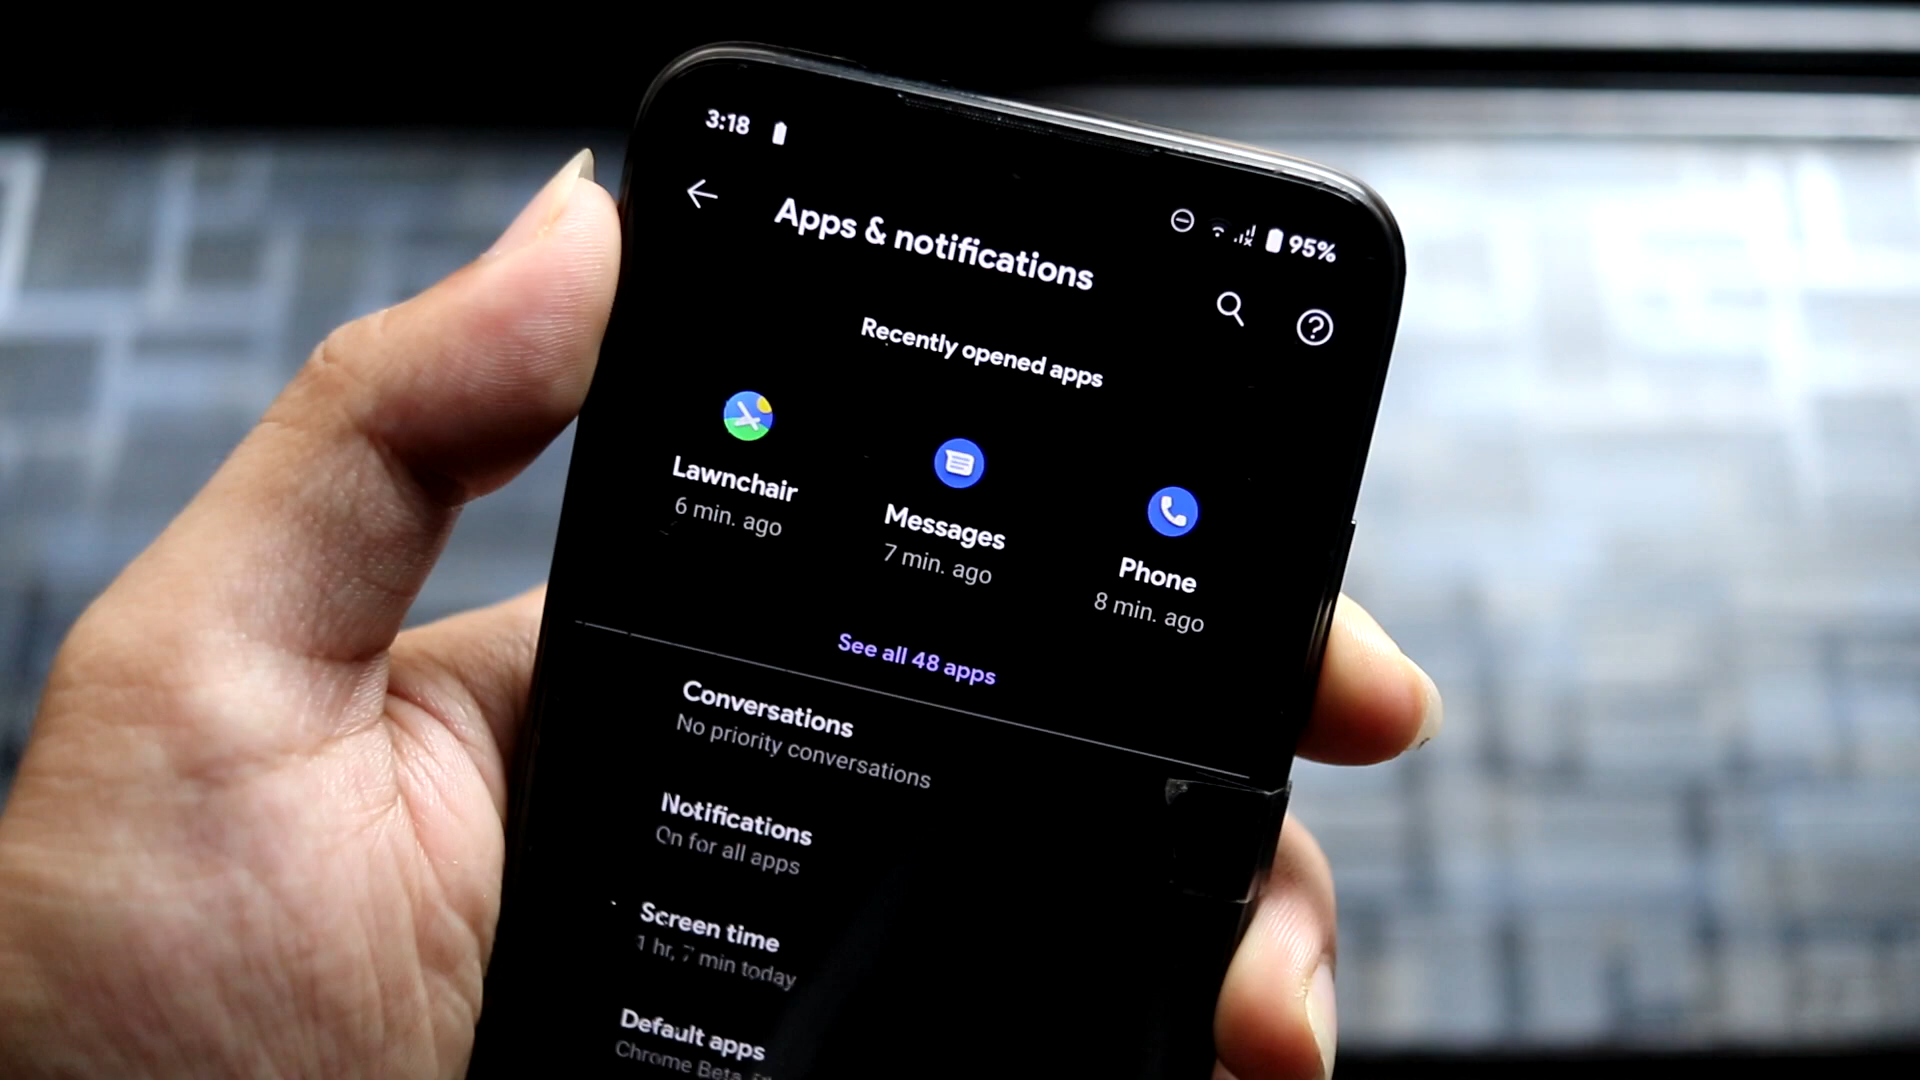 3:18
95%
Apps & notifications
Recently opened apps
Lawnchair
6 min. ago
Messages
7 min. ago
Phone
8 min. ago
See all 48 apps
Conversations
No priority conversations
Notifications
On for all apps
Screen time
1 hr, 7 min today
Default apps
Chrome Beta,